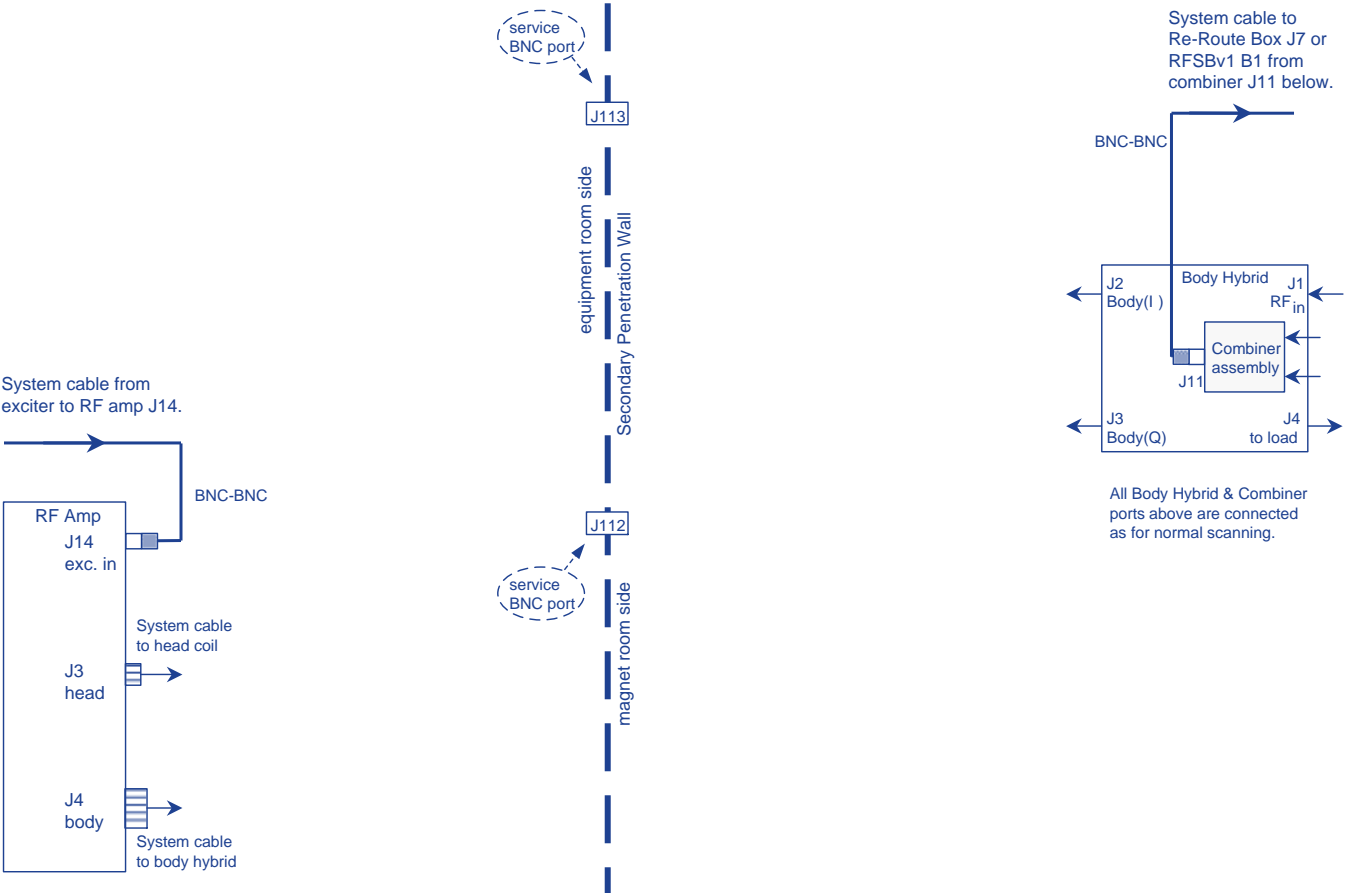 service
BNC port
J113
equipment room side
Secondary Penetration Wall
System cable to
Re-Route Box J7 or
RFSBv1 B1 from
combiner J11 below.
BNC-BNC
Body Hybrid
J2
Body(I )
J1
RF in
Combiner
assembly
J11
J3
Body(Q)
J4
to load
All Body Hybrid & Combiner
ports above are connected
as for normal scanning.
System cable from
exciter to RF amp J14.
BNC-BNC
RF Amp
J14
exc. in
System cable
to head coil
J3
head
J4
body
System cable
to body hybrid
J112
service
BNC port
magnet room side